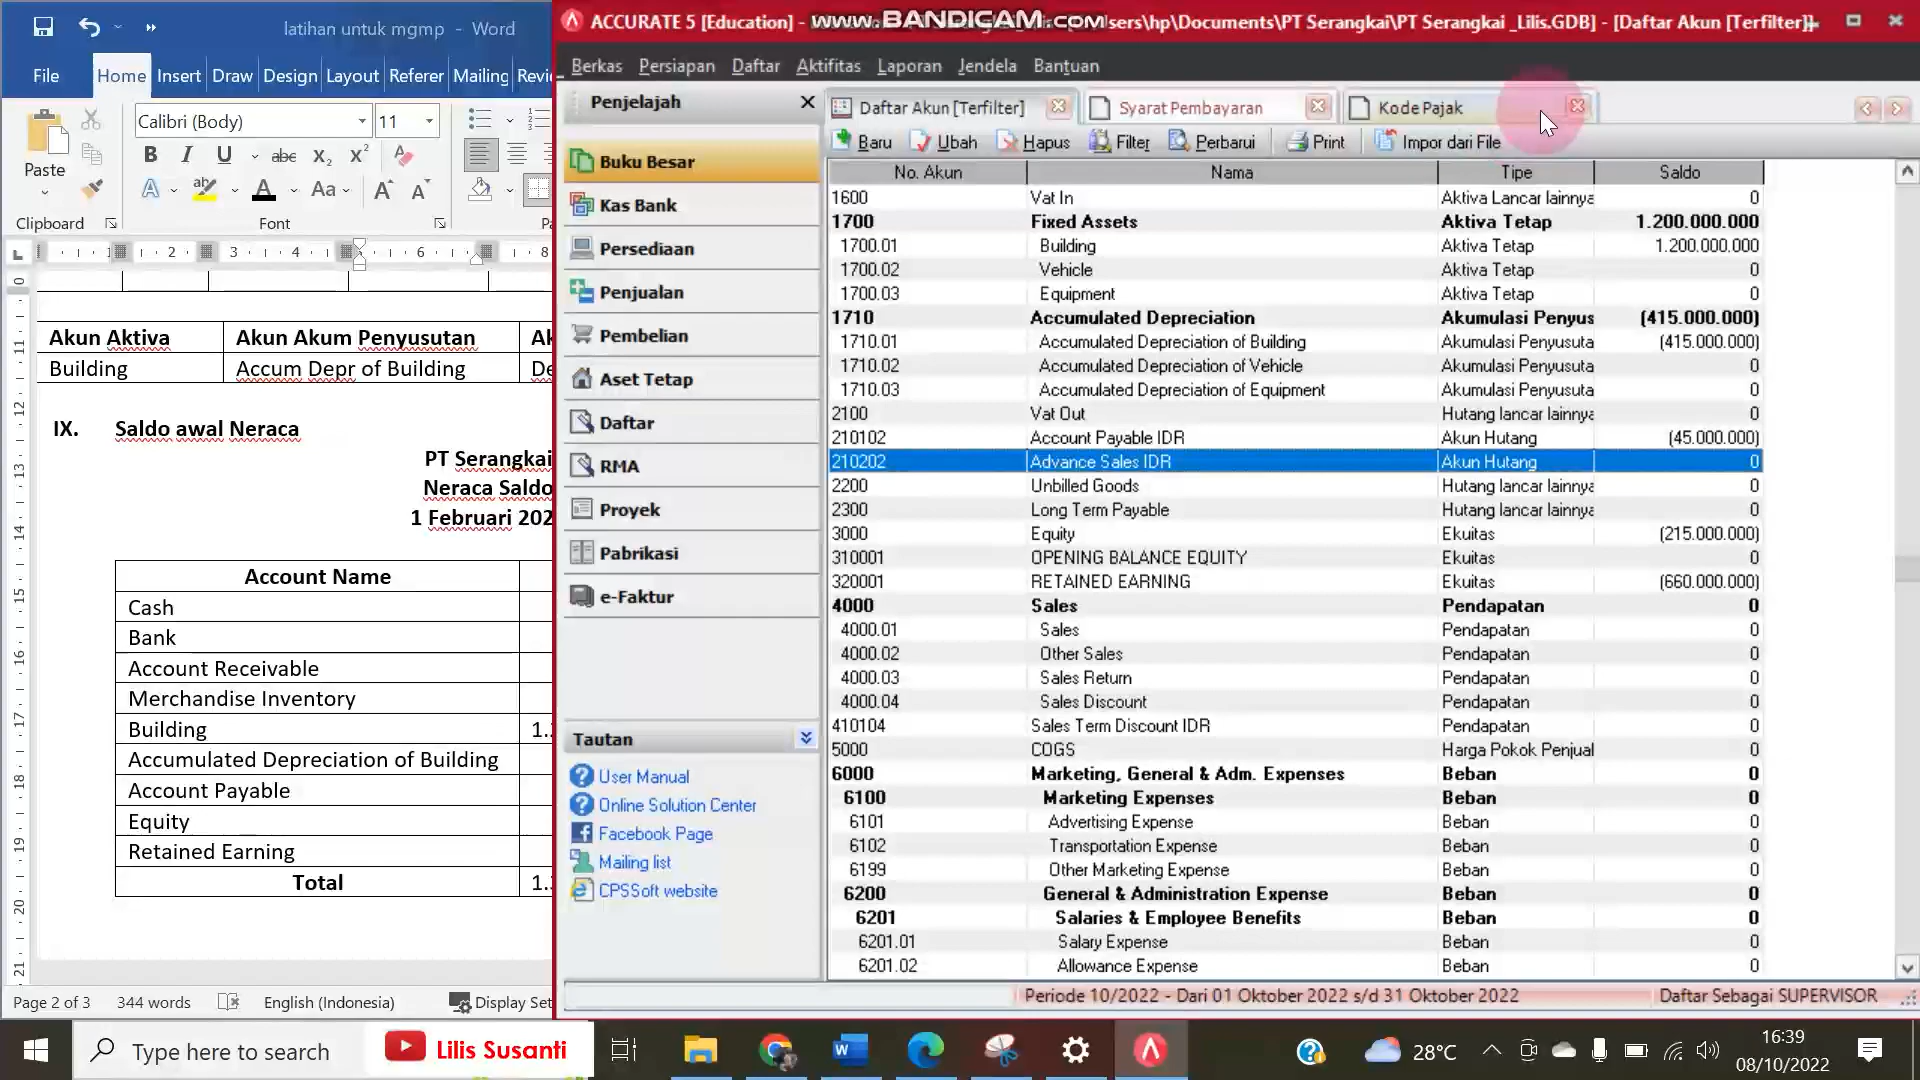 latihan untuk mgmp - Word
File Home Insert Draw Design Layout Referer Mailing
Calibri (Body) 11
Paste
Clipboard
Font
Akun Aktiva Akun Akum Penyusutan
Building Accum Depr of Building
IX. Saldo awal Neraca
PT Serangkai
Neraca Saldo
1 Februari 202
Account Name
Cash
Bank
Account Receivable
Merchandise Inventory
Building
Accumulated Depreciation of Building
Account Payable
Equity
Retained Earning
Total
Page 2 of 3 344 words English (Indonesia) Display Set
ACCURATE 5 [Education] - www.BANDICAM.com sers\hp\Documents\PT Serangkai\PT Serangkai _Lilis.GDB] - [Daftar Akun [Terfilter]]
Berkas Persiapan Daftar Aktifitas Laporan Jendela Bantuan
Penjelajah
Buku Besar
Kas Bank
Persediaan
Penjualan
Pembelian
Aset Tetap
Daftar
RMA
Proyek
Pabrikasi
e-Faktur
Tautan
User Manual
Online Solution Center
Facebook Page
Mailing list
CPSSoft website
Daftar Akun [Terfilter] Syarat Pembayaran Kode Pajak
Baru Ubah Hapus Filter Perbarui Print Impor dari File
No. Akun Nama Tipe Saldo
1600 Vat In Aktiva Lancar lainnya 0
1700 Fixed Assets Aktiva Tetap 1.200.000.000
1700.01 Building Aktiva Tetap 1.200.000.000
1700.02 Vehicle Aktiva Tetap 0
1700.03 Equipment Aktiva Tetap 0
1710 Accumulated Depreciation Akumulasi Penyus (415.000.000)
1710.01 Accumulated Depreciation of Building Akumulasi Penyusuta (415.000.000)
1710.02 Accumulated Depreciation of Vehicle Akumulasi Penyusuta 0
1710.03 Accumulated Depreciation of Equipment Akumulasi Penyusuta 0
2100 Vat Out Hutang lancar lainnya 0
210102 Account Payable IDR Akun Hutang (45.000.000)
210202 Advance Sales IDR Akun Hutang 0
2200 Unbilled Goods Hutang lancar lainnya 0
2300 Long Term Payable Hutang lancar lainnya 0
3000 Equity Ekuitas (215.000.000)
310001 OPENING BALANCE EQUITY Ekuitas 0
320001 RETAINED EARNING Ekuitas (660.000.000)
4000 Sales Pendapatan 0
4000.01 Sales Pendapatan 0
4000.02 Other Sales Pendapatan 0
4000.03 Sales Return Pendapatan 0
4000.04 Sales Discount Pendapatan 0
410104 Sales Term Discount IDR Pendapatan 0
5000 COGS Harga Pokok Penjual 0
6000 Marketing, General & Adm. Expenses Beban 0
6100 Marketing Expenses Beban 0
6101 Advertising Expense Beban 0
6102 Transportation Expense Beban 0
6199 Other Marketing Expense Beban 0
6200 General & Administration Expense Beban 0
6201 Salaries & Employee Benefits Beban 0
6201.01 Salary Expense Beban 0
6201.02 Allowance Expense Beban 0
Periode 10/2022 - Dari 01 Oktober 2022 s/d 31 Oktober 2022 Daftar Sebagai SUPERVISOR
Type here to search Lilis Susanti 28°C 16:39
08/10/2022